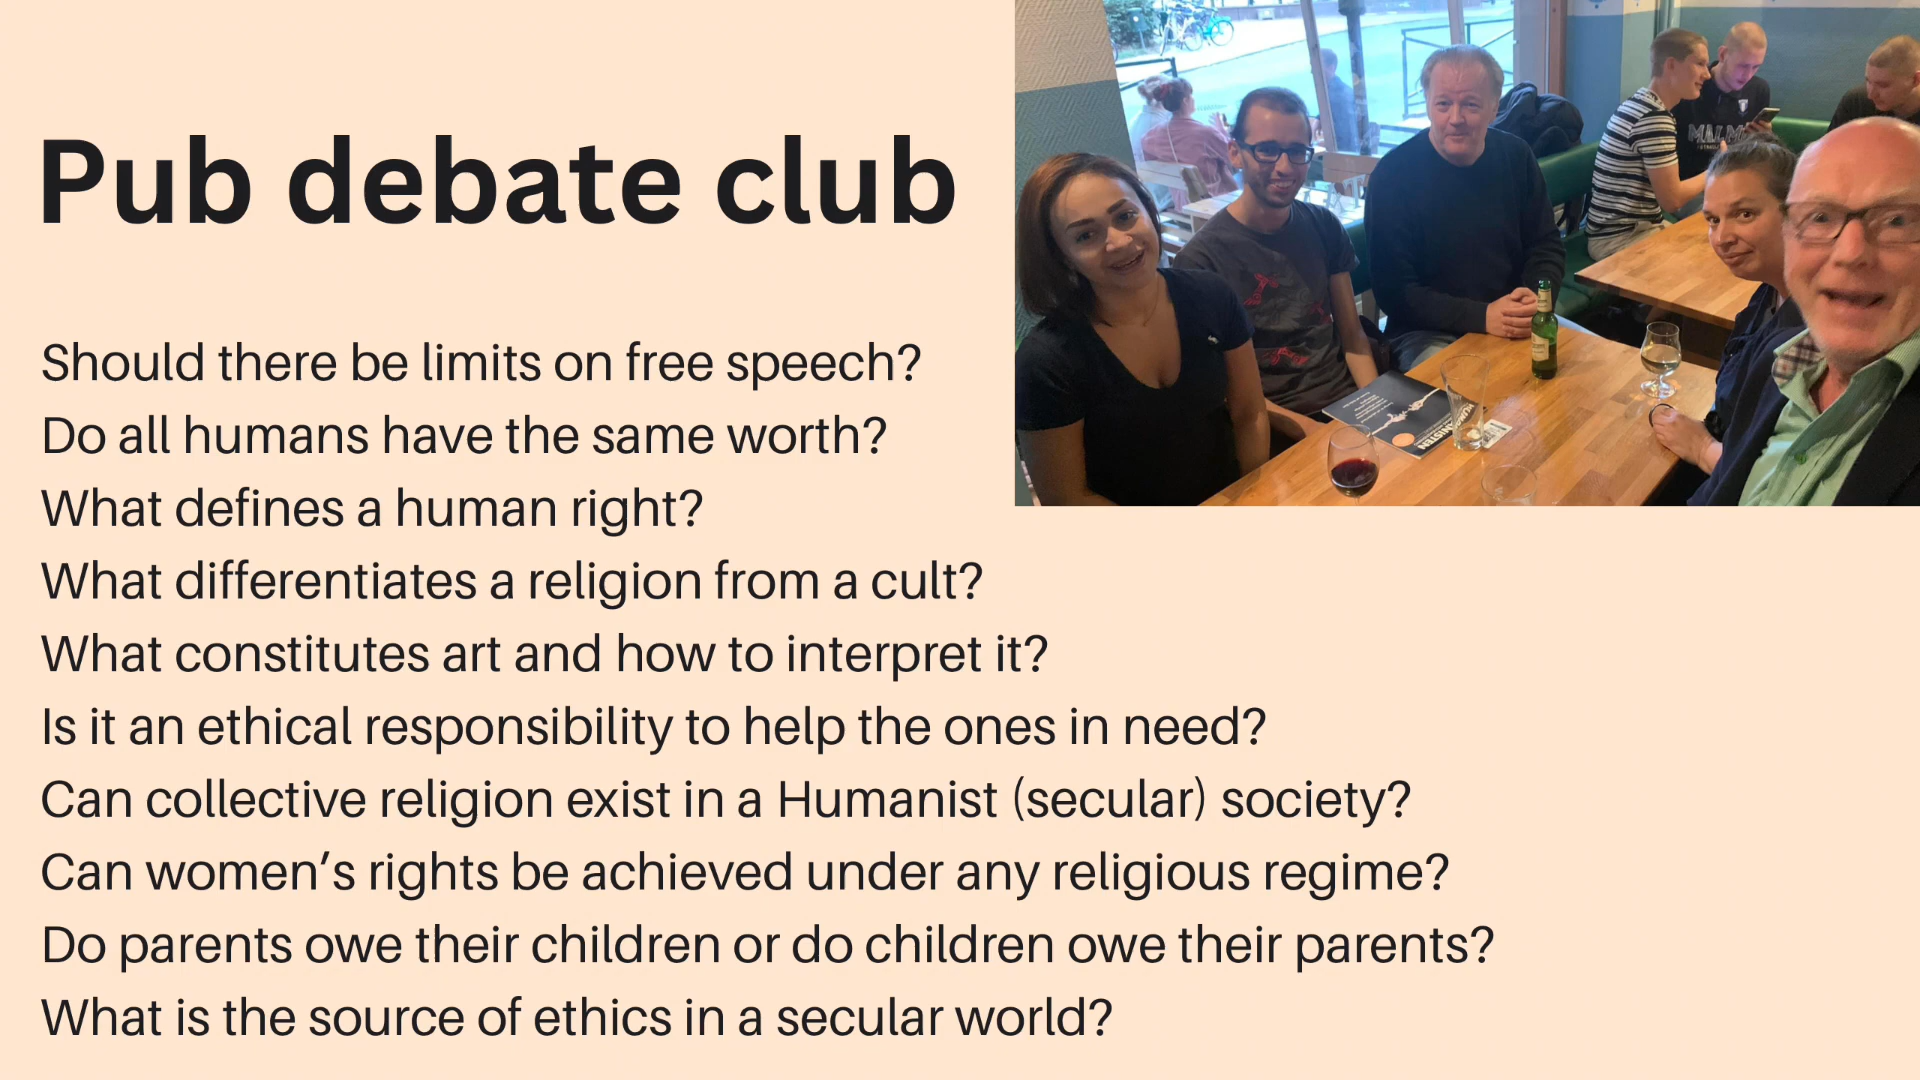 Pub debate club
Should there be limits on free speech?
Do all humans have the same worth?
What defines a human right?
What differentiates a religion from a cult?
What constitutes art and how to interpret it?
Is it an ethical responsibility to help the ones in need?
Can collective religion exist in a Humanist (secular) society?
Can women’s rights be achieved under any religious regime?
Do parents owe their children or do children owe their parents?
What is the source of ethics in a secular world?
MALMÖ
HUMANISTEN